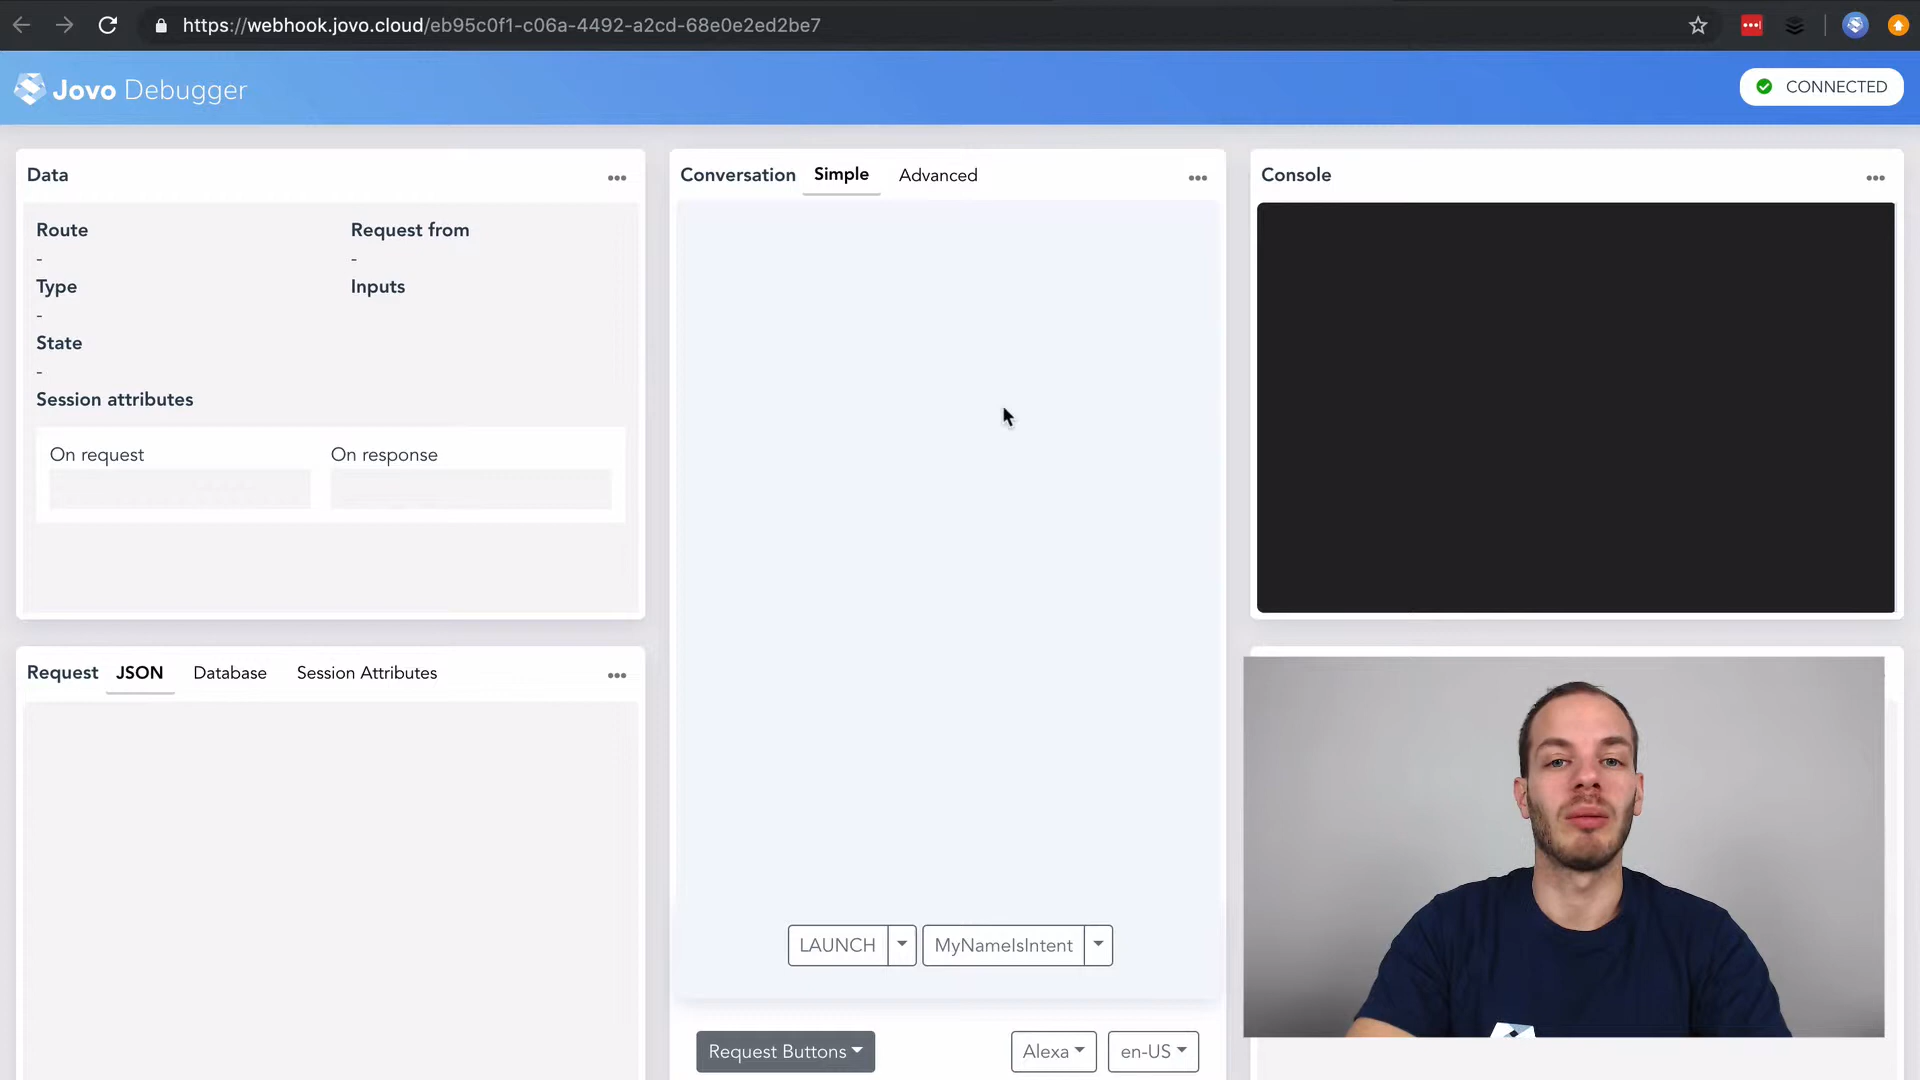 https://webhook.jovo.cloud/eb95c0f1-c06a-4492-a2cd-68e0e2ed2be7
Jovo Debugger
CONNECTED
Data
Route
-
Request from
-
Type
-
Inputs
State
-
Session attributes
On request
On response
Request JSON Database Session Attributes
Conversation Simple Advanced
LAUNCH
MyNameIsIntent
Request Buttons
Alexa
en-US
Console